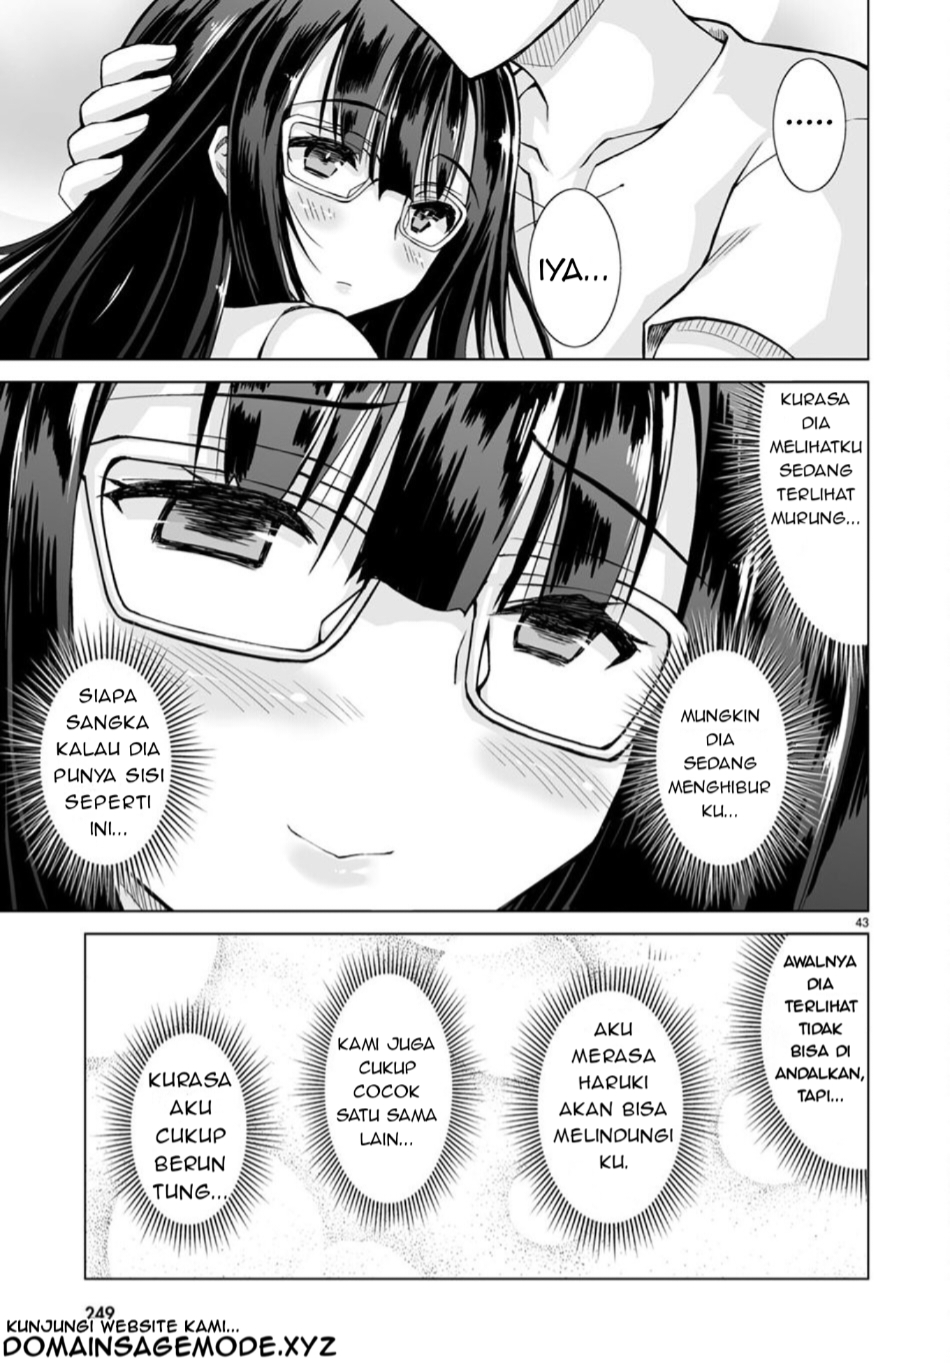 .....
IYA...
KURASA
DIA
MELIHATKU
SEDANG
TERLIHAT
MURUNG...
MUNGKIN
DIA
SEDANG
MENGHIBUR
KU...
SIAPA
SANGKA
KALAU DIA
PUNYA SISI
SEPERTI
INI...
43
AWALNYA
DIA
TERLIHAT
TIDAK
BISA DI
ANDALKAN,
TAPI...
AKU
MERASA
HARUKI
AKAN BISA
MELINDUNGI
KU.
KAMI JUGA
CUKUP
COCOK
SATU SAMA
LAIN...
KURASA
AKU
CUKUP
BERUN
TUNG...
249
KUNJUNGI WEBSITE KAMI...
DOMAINSAGEMODE.XYZ